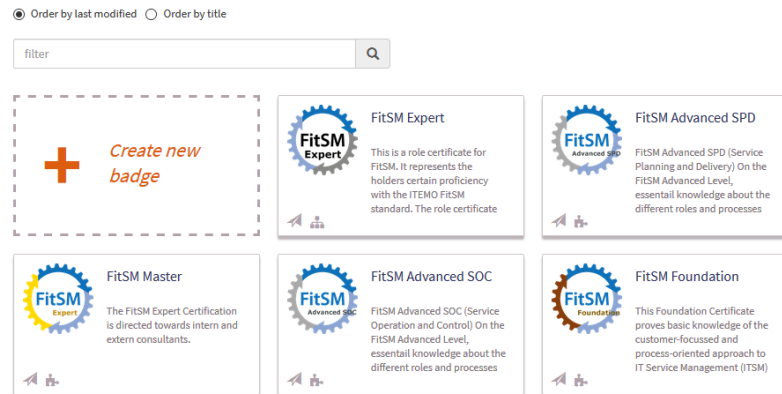 Order by last modified Order by title
filter
Create new
badge
FitSM
Expert
FitSM Expert
This is a role certificate for
FitSM. It represents the
holders certain proficiency
with the ITEMO FitSM
standard. The role certificate
FitSM
Advanced SPD
FitSM Advanced SPD
FitSM Advanced SPD (Service
Planning and Delivery) On the
FitSM Advanced Level,
essentail knowledge about the
different roles and processes
FitSM
Expert
FitSM Master
The FitSM Expert Certification
is directed towards intern and
extern consultants.
FitSM
Advanced SOC
FitSM Advanced SOC
FitSM Advanced SOC (Service
Operation and Control) On the
FitSM Advanced Level,
essentail knowledge about the
different roles and processes
FitSM
Foundation
FitSM Foundation
This Foundation Certificate
proves basic knowledge of the
customer-focussed and
process-oriented approach to
IT Service Management (ITSM)